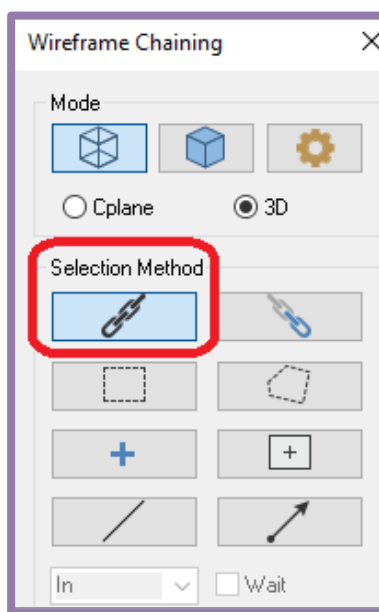 Wireframe Chaining
Mode
Cplane 3D
Selection Method
In Wait